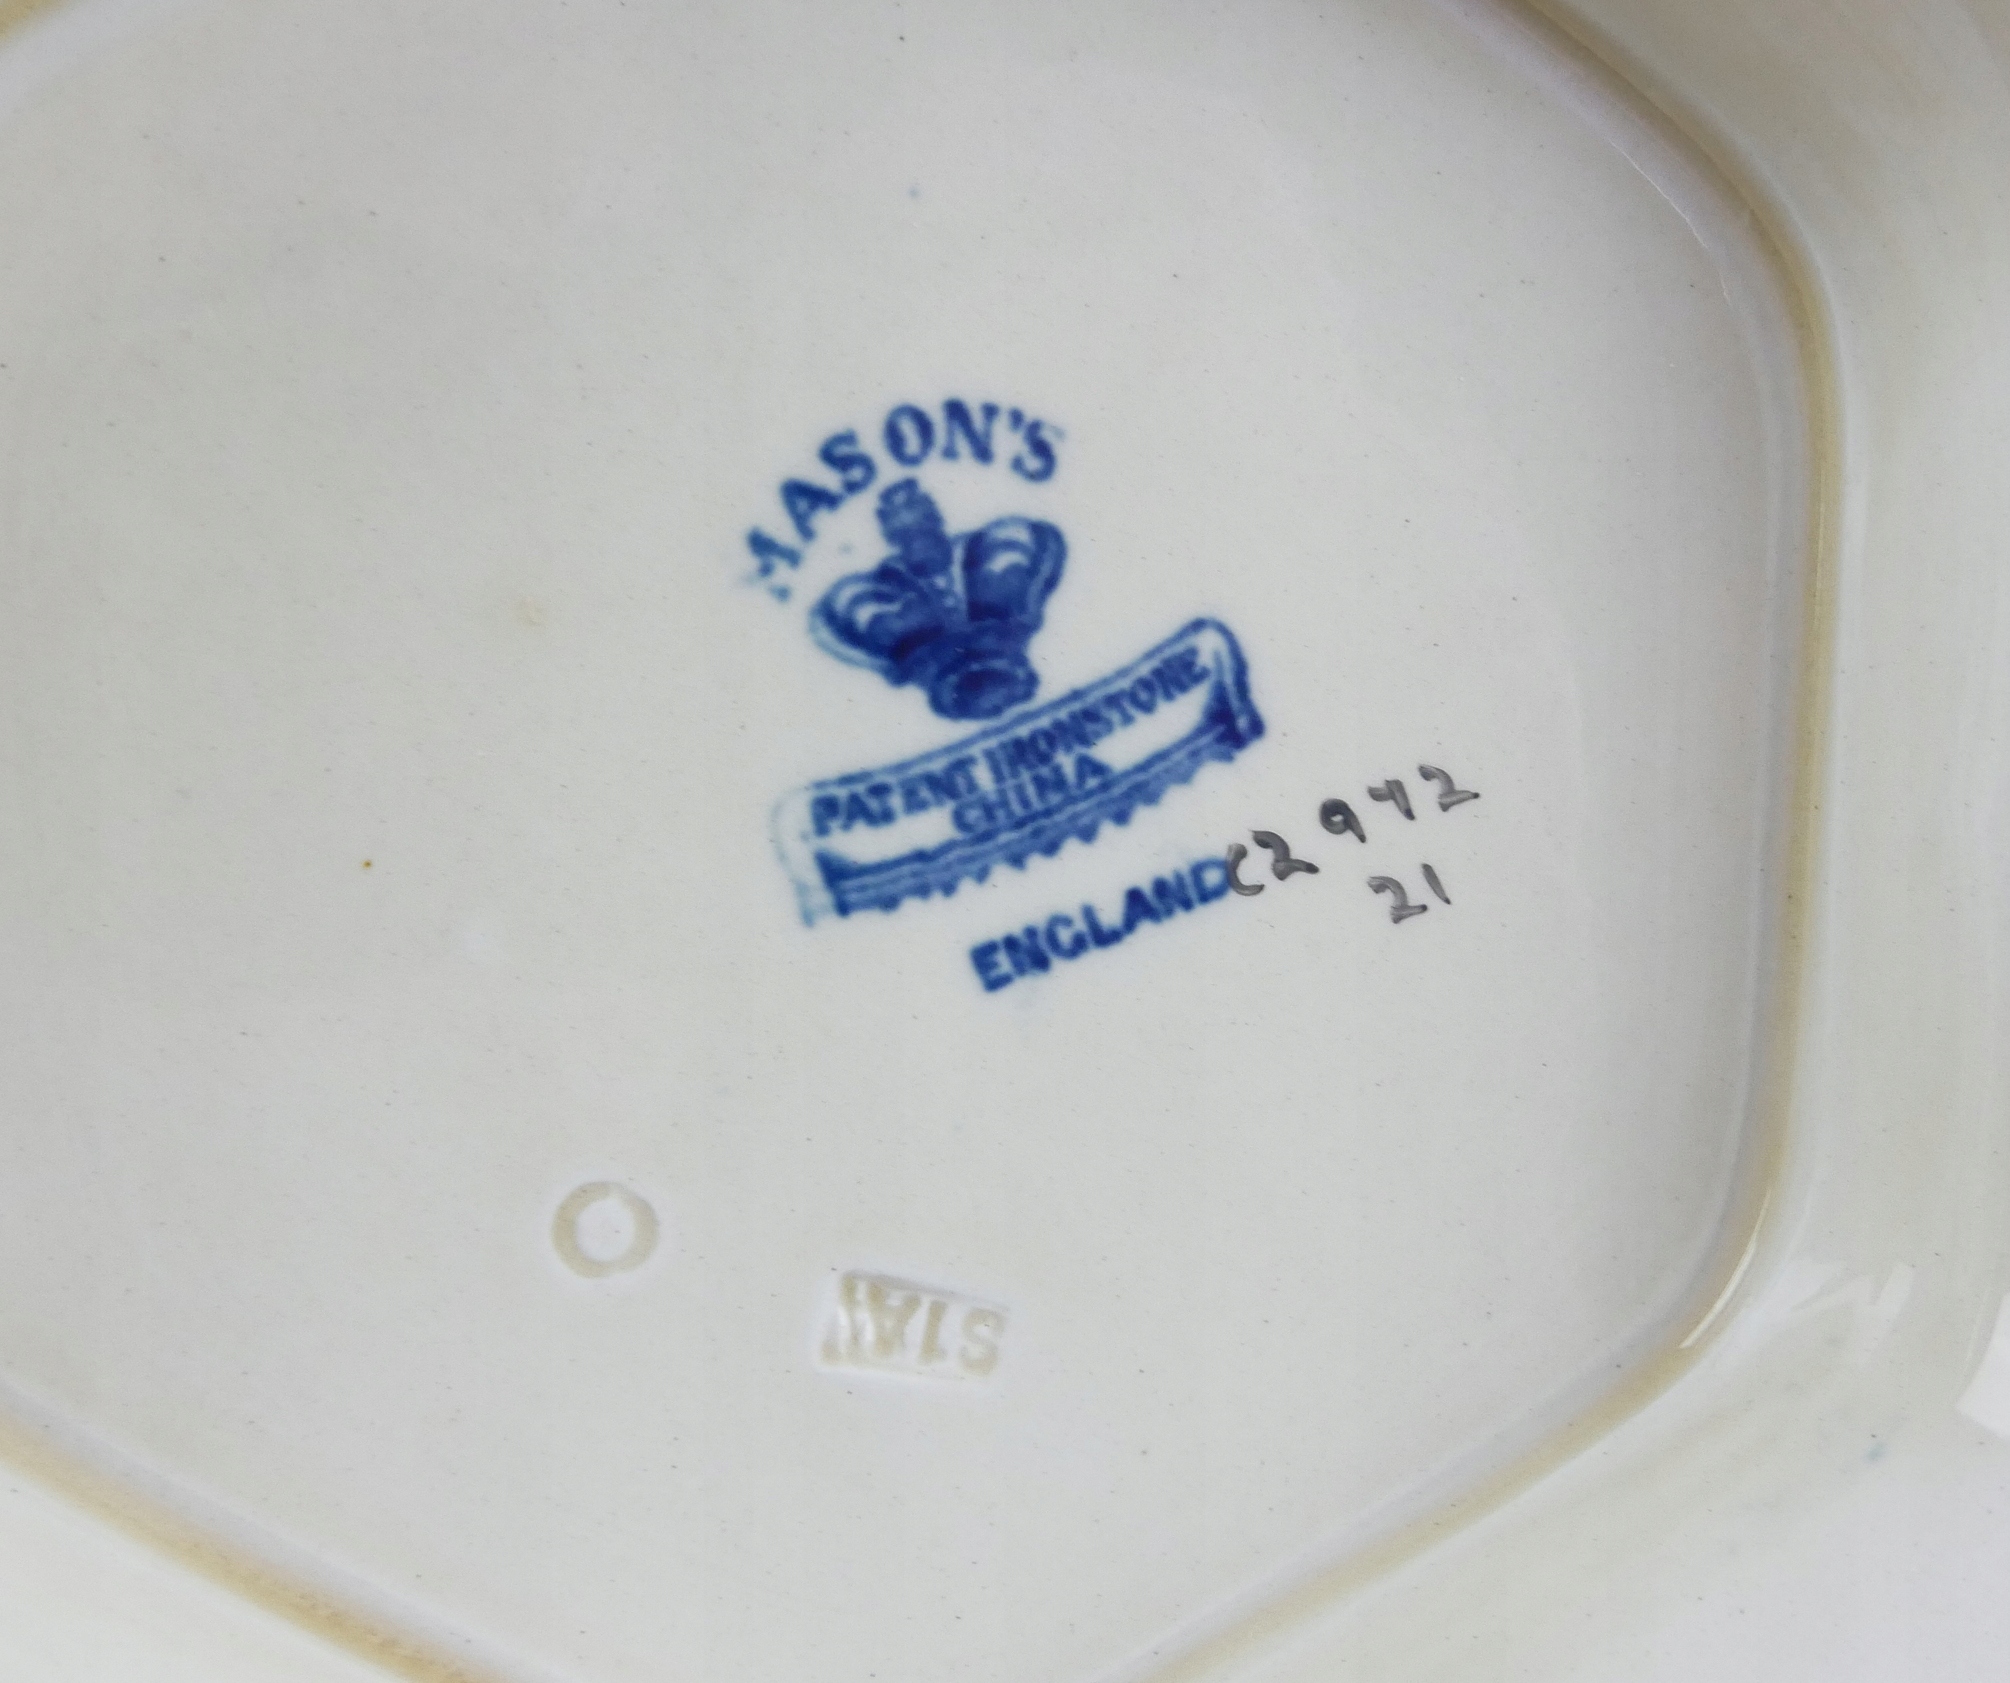 MASON'S
PATENT IRONSTONE
CHINA
ENGLAND
C2942
21
O